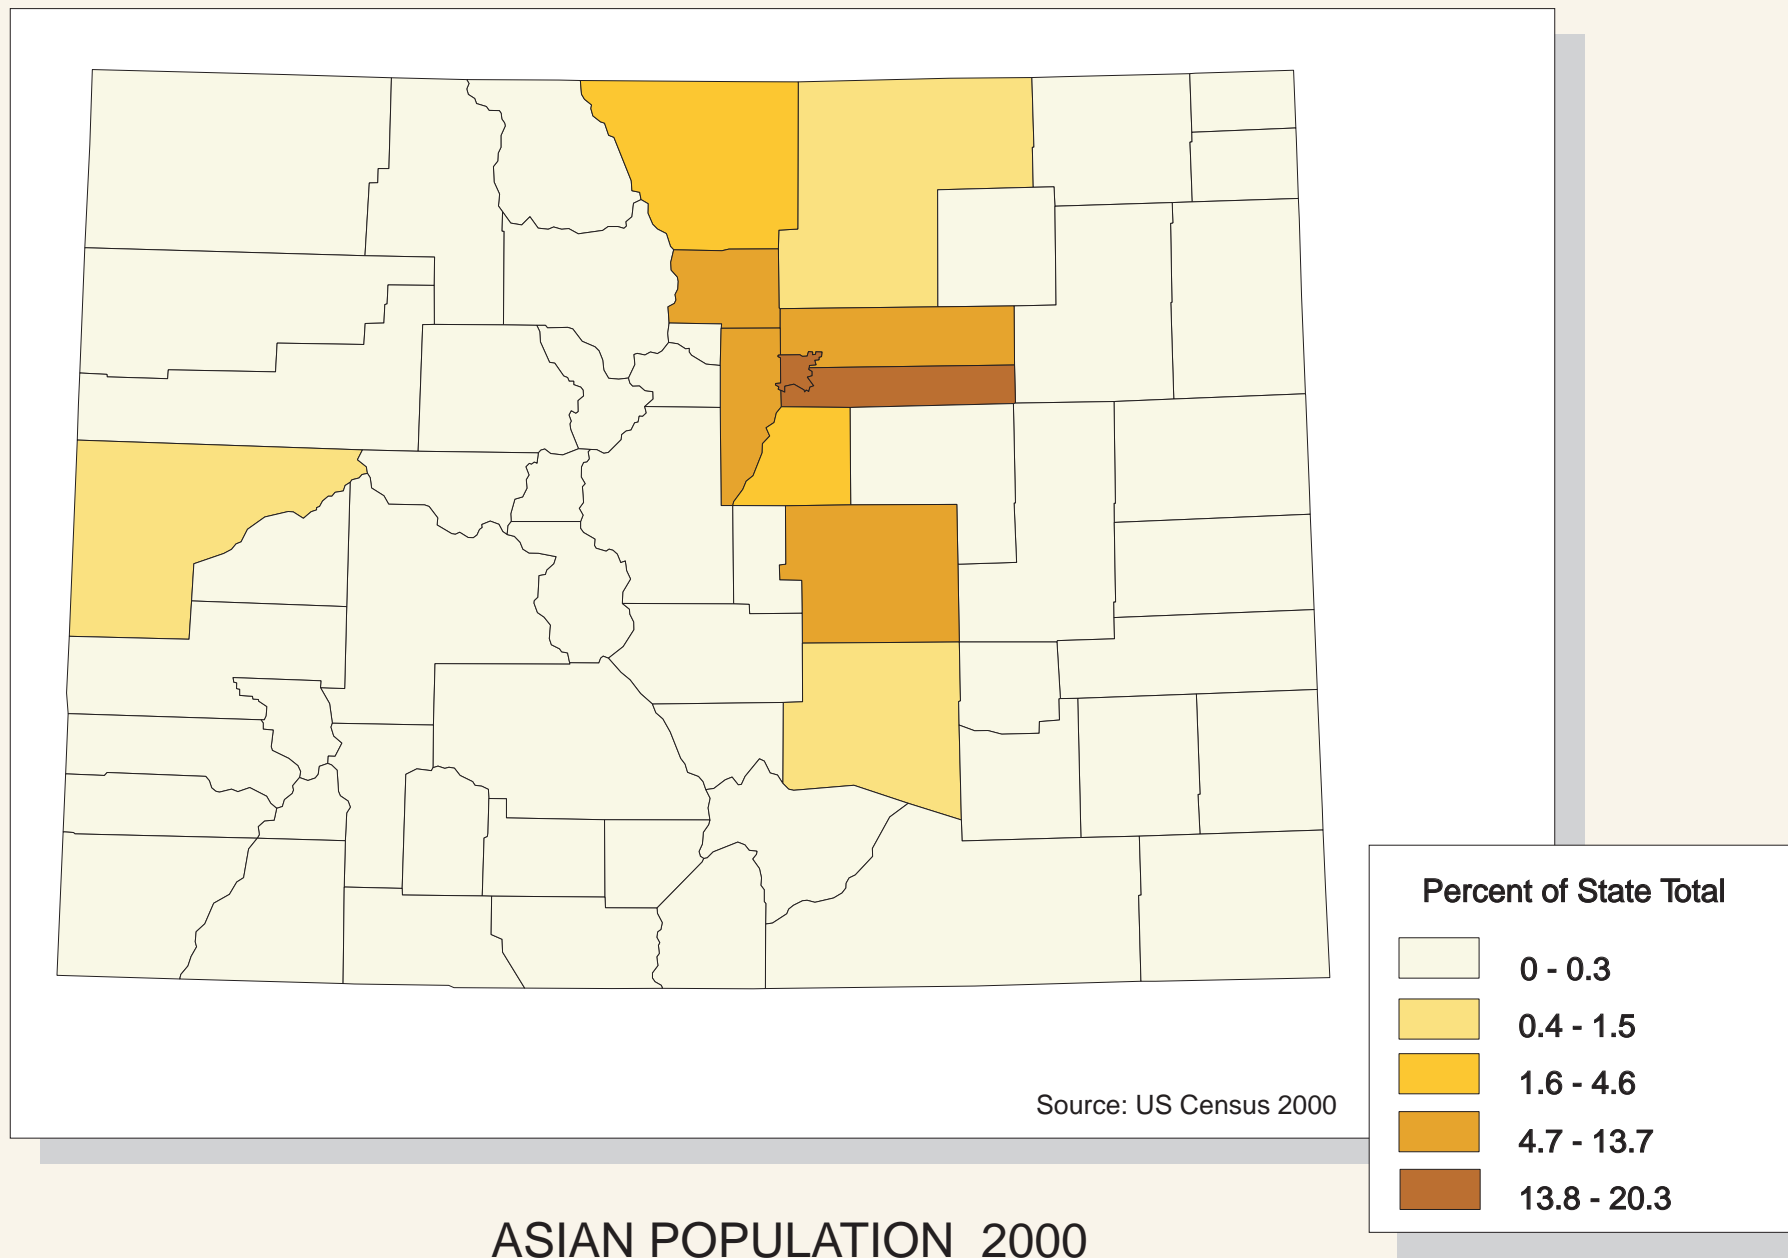 Percent of State Total
0 - 0.3
0.4 - 1.5
1.6 - 4.6
4.7 - 13.7
13.8 - 20.3
Source: US Census 2000
ASIAN POPULATION 2000